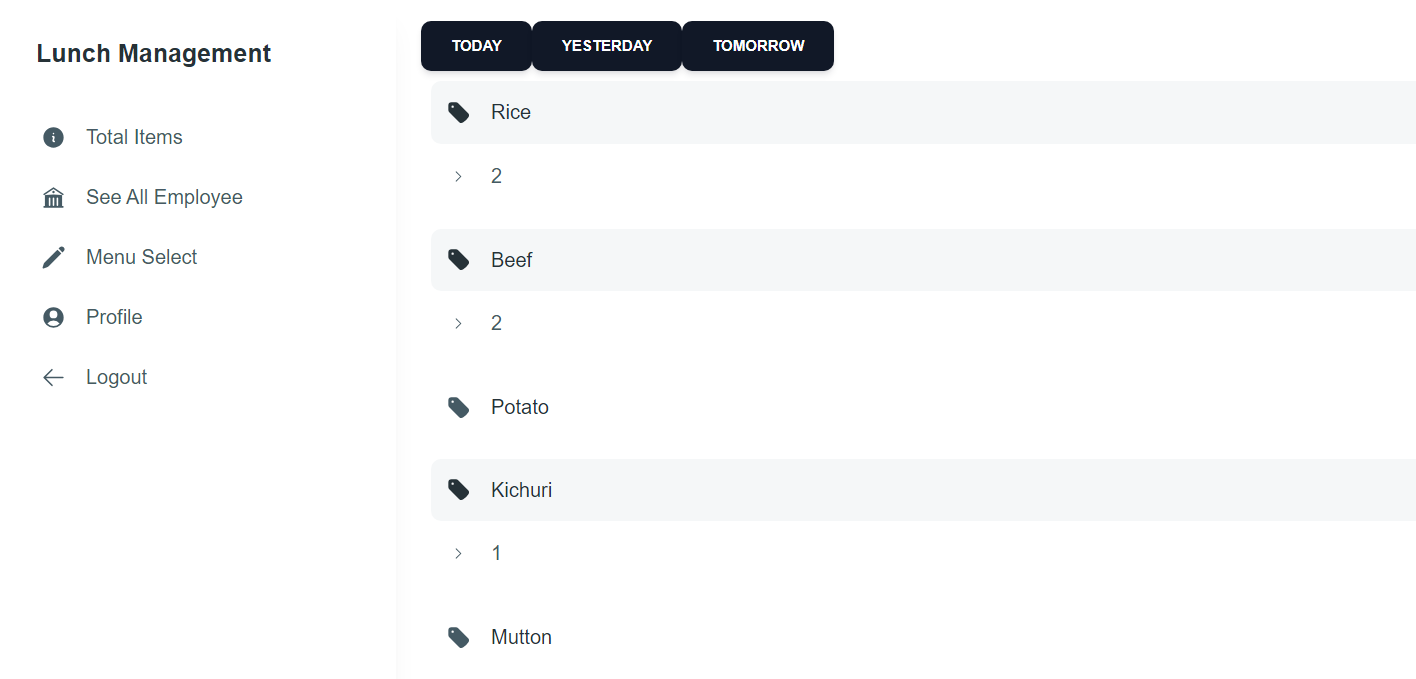 Lunch Management
Total Items
See All Employee
Menu Select
Profile
Logout
TODAY YESTERDAY TOMORROW
Rice
2
Beef
2
Potato
Kichuri
1
Mutton